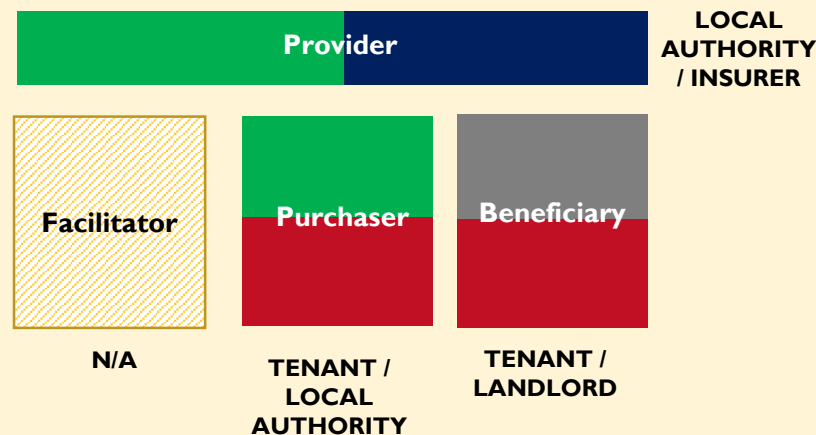 Provider
LOCAL
AUTHORITY
/ INSURER
Facilitator
Purchaser
Beneficiary
N/A
TENANT /
LOCAL
AUTHORITY
TENANT /
LANDLORD